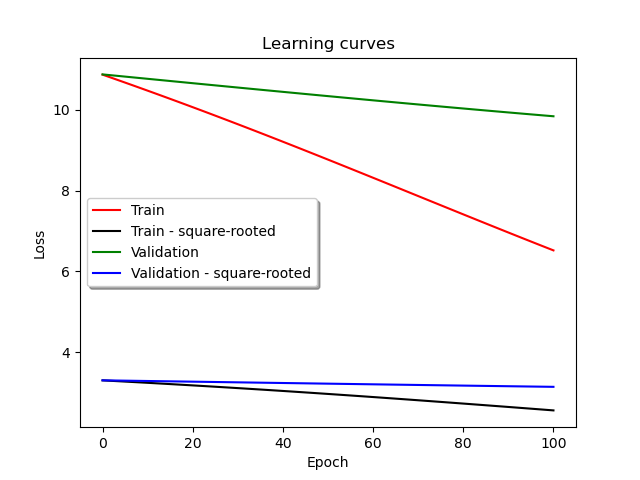 Learning curves
10
8
6
4
Loss
Train
Train - square-rooted
Validation
Validation - square-rooted
0 20 40 60 80 100
Epoch